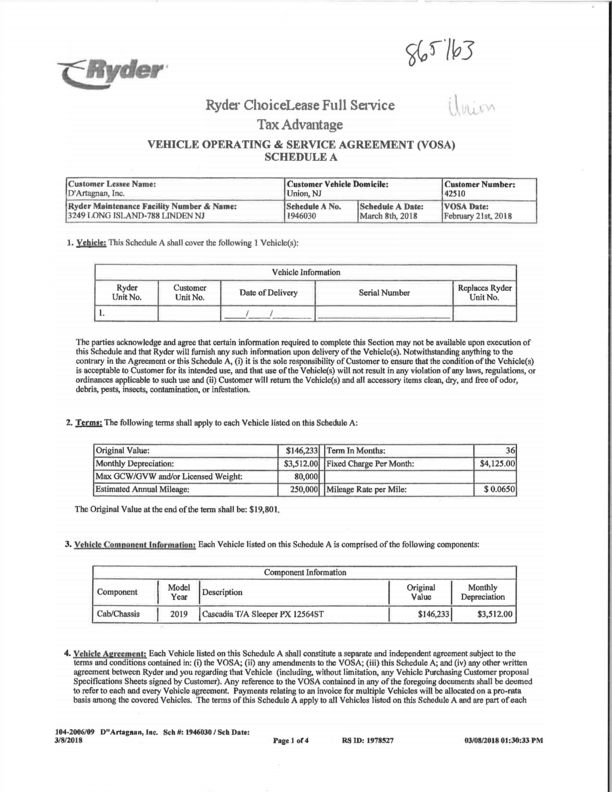 865163
Ryder
Union
Ryder ChoiceLease Full Service
Tax Advantage
VEHICLE OPERATING & SERVICE AGREEMENT (VOSA)
SCHEDULE A
Customer Lessee Name: Customer Vehicle Domicile: Customer Number:
D'Artagnan, Inc. Union, NJ 42510
Ryder Maintenance Facility Number & Name: Schedule A No. Schedule A Date: VOSA Date:
3249 LONG ISLAND-788 LINDEN NJ 1946030 March 8th, 2018 February 21st, 2018
1. Vehicle: This Schedule A shall cover the following 1 Vehicle(s):
Vehicle Information
Ryder Unit No. Customer Unit No. Date of Delivery Serial Number Replaces Ryder Unit No.
1. / /
The parties acknowledge and agree that certain information required to complete this Section may not be available upon execution of
this Schedule and that Ryder will furnish any such information upon delivery of the Vehicle(s). Notwithstanding anything to the
contrary in the Agreement or this Schedule A, (i) it is the sole responsibility of Customer to ensure that the condition of the Vehicle(s)
is acceptable to Customer for its intended use, and that use of the Vehicle(s) will not result in any violation of any laws, regulations, or
ordinances applicable to such use and (ii) Customer will return the Vehicle(s) and all accessory items clean, dry, and free of odor,
debris, pests, insects, contamination, or infestation.
2. Terms: The following terms shall apply to each Vehicle listed on this Schedule A:
Original Value: $146,233 Term In Months: 36
Monthly Depreciation: $3,512.00 Fixed Charge Per Month: $4,125.00
Max GCW/GVW and/or Licensed Weight: 80,000
Estimated Annual Mileage: 250,000 Mileage Rate per Mile: $ 0.0650
The Original Value at the end of the term shall be: $19,801.
3. Vehicle Component Information: Each Vehicle listed on this Schedule A is comprised of the following components:
Component Information
Component Model Year Description Original Value Monthly Depreciation
Cab/Chassis 2019 Cascadia T/A Sleeper PX 12564ST $146,233 $3,512.00
4. Vehicle Agreement: Each Vehicle listed on this Schedule A shall constitute a separate and independent agreement subject to the
terms and conditions contained in: (i) the VOSA; (ii) any amendments to the VOSA; (iii) this Schedule A; and (iv) any other written
agreement between Ryder and you regarding that Vehicle (including, without limitation, any Vehicle Purchasing Customer proposal
Specifications Sheets signed by Customer). Any reference to the VOSA contained in any of the foregoing documents shall be deemed
to refer to each and every Vehicle agreement. Payments relating to an invoice for multiple Vehicles will be allocated on a pro-rata
basis among the covered Vehicles. The terms of this Schedule A apply to all Vehicles listed on this Schedule A and are part of each
104-2006/09 D"Artagnan, Inc. Sch #: 1946030 / Sch Date:
3/8/2018 Page 1 of 4 RS ID: 1978527 03/08/2018 01:30:33 PM